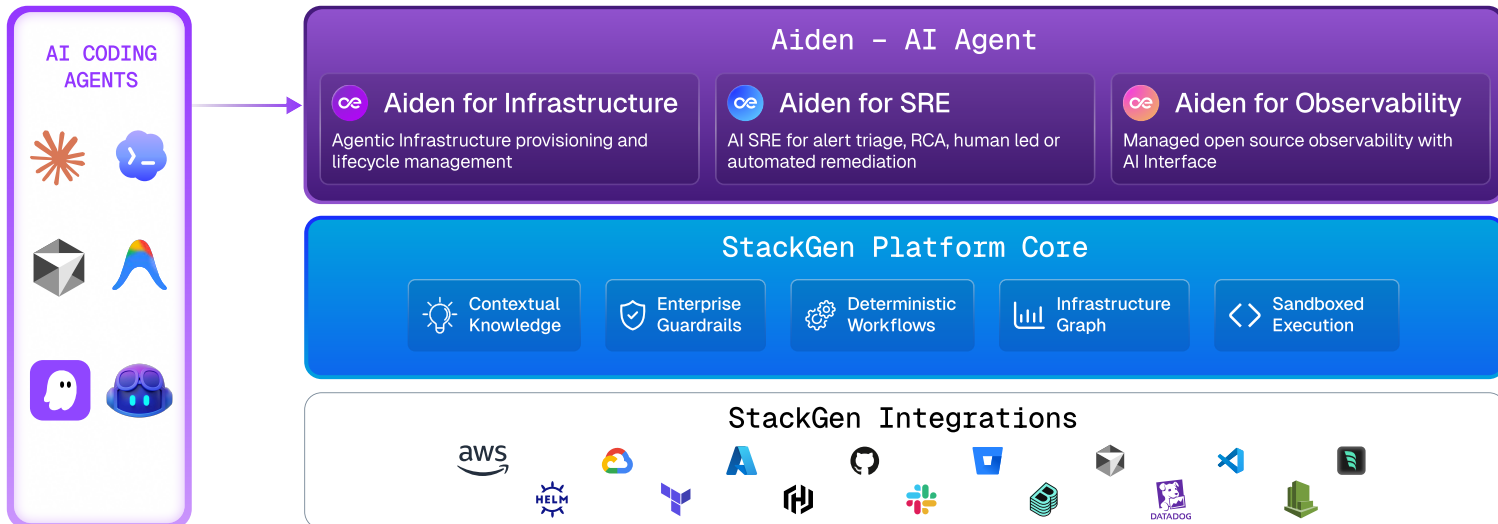 AI CODING
AGENTS
Aiden – AI Agent
Aiden for Infrastructure
Agentic Infrastructure provisioning and
lifecycle management
Aiden for SRE
AI SRE for alert triage, RCA, human led or
automated remediation
Aiden for Observability
Managed open source observability with
AI Interface
StackGen Platform Core
Contextual
Knowledge
Enterprise
Guardrails
Deterministic
Workflows
Infrastructure
Graph
Sandboxed
Execution
StackGen Integrations
aws
HELM
DATADOG